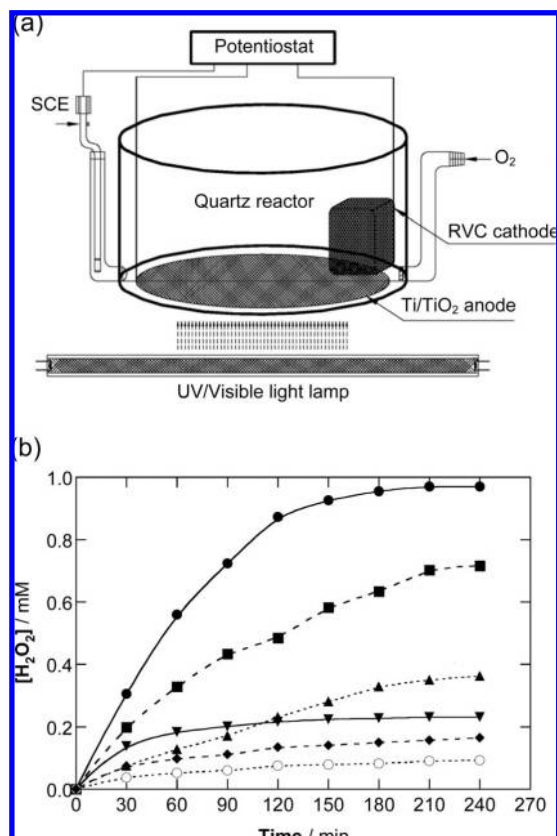 (a)
Potentiostat
SCE
O₂
Quartz reactor
RVC cathode
Ti/TiO₂ anode
UV/Visible light lamp
(b)
1.0
0.8
0.6
0.4
0.2
0.0
[H₂O₂] / mM
0 30 60 90 120 150 180 210 240
Time / min